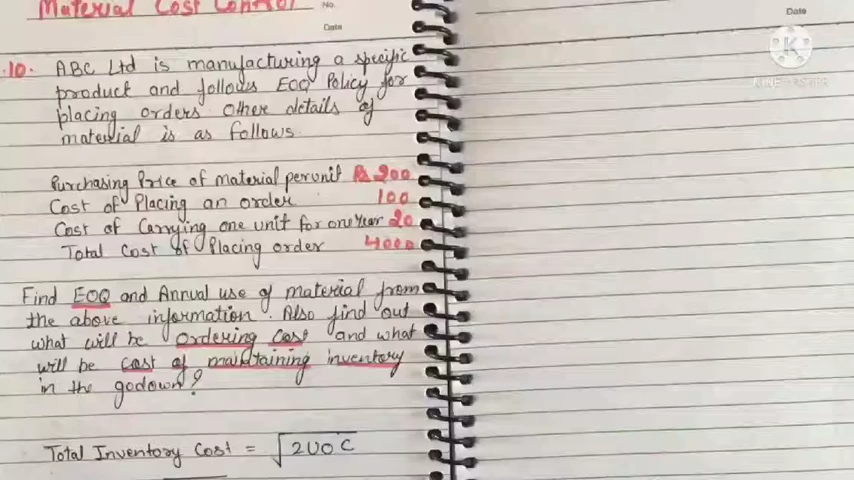 Material Cost Control
No.
Date
Date
K
KINEMASTER
.10. ABC Ltd is manufacturing a specific
product and follows EOQ Policy for
placing orders Other details of
material is as follows
Purchasing Price of material per unit Rs 200
Cost of Placing an order 100
Cost of Carrying one unit for one Year 20
Total Cost of Placing order 4000
Find EOQ and Annual use of material from
the above information. Also find out
what will be ordering cost and what
will be cost of maintaining inventory
in the godown?
Total Inventory Cost = √2UOC